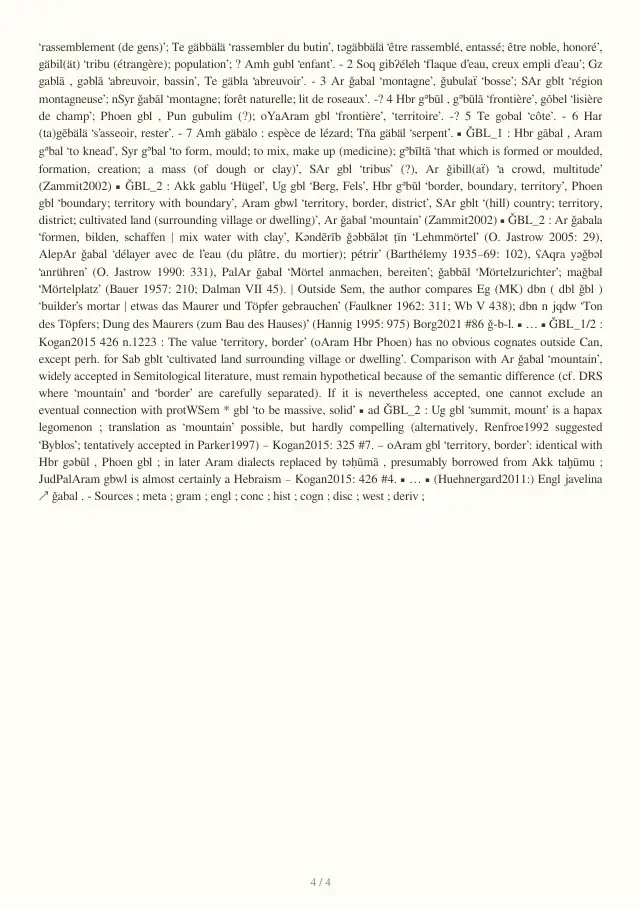 ‘rassemblement (de gens)’; Te gäbbälä ‘rassembler du butin’, təgäbbälä ‘être rassemblé, entassé; être noble, honoré’,
gäbil(ät) ‘tribu (étrangère); population’; ? Amh gubl ‘enfant’. - 2 Soq gibʔéleh ‘flaque d’eau, creux empli d’eau’; Gz
gablā , gəblā ‘abreuvoir, bassin’, Te gäbla ‘abreuvoir’. - 3 Ar ǧabal ‘montagne’, ǧubulaẗ ‘bosse’; SAr gblt ‘région
montagneuse’; nSyr ǧabāl ‘montagne; forêt naturelle; lit de roseaux’. -? 4 Hbr gᵊbūl , gᵊbūlā ‘frontière’, gōbel ‘lisière
de champ’; Phoen gbl , Pun gubulim (?); oYaAram gbl ‘frontière’, ‘territoire’. -? 5 Te gobal ‘côte’. - 6 Har
(ta)gēbälä ‘s’asseoir, rester’. - 7 Amh gäbälo : espèce de lézard; Tña gäbäl ‘serpent’. ▪ ǦBL_1 : Hbr gābal , Aram
gᵊbal ‘to knead’, Syr gᵊbal ‘to form, mould; to mix, make up (medicine); gᵊbīltā ‘that which is formed or moulded,
formation, creation; a mass (of dough or clay)’, SAr gbl ‘tribus’ (?), Ar ǧibill(aẗ) ‘a crowd, multitude’
(Zammit2002) ▪ ǦBL_2 : Akk gablu ‘Hügel’, Ug gbl ‘Berg, Fels’, Hbr gᵊbūl ‘border, boundary, territory’, Phoen
gbl ‘boundary; territory with boundary’, Aram gbwl ‘territory, border, district’, SAr gblt ‘(hill) country; territory,
district; cultivated land (surrounding village or dwelling)’, Ar ǧabal ‘mountain’ (Zammit2002) ▪ ǦBL_2 : Ar ǧabala
‘formen, bilden, schaffen | mix water with clay’, Kəndērīb ǧəbbālət ṭīn ‘Lehmmörtel’ (O. Jastrow 2005: 29),
AlepAr ǧabal ‘délayer avec de l’eau (du plâtre, du mortier); pétrir’ (Barthélemy 1935–69: 102), ʕAqra yəǧbəl
‘anrühren’ (O. Jastrow 1990: 331), PalAr ǧabal ‘Mörtel anmachen, bereiten’; ǧabbāl ‘Mörtelzurichter’; maǧbal
‘Mörtelplatz’ (Bauer 1957: 210; Dalman VII 45). | Outside Sem, the author compares Eg (MK) dbn ( dbl ǧbl )
‘builder’s mortar | etwas das Maurer und Töpfer gebrauchen’ (Faulkner 1962: 311; Wb V 438); dbn n jqdw ‘Ton
des Töpfers; Dung des Maurers (zum Bau des Hauses)’ (Hannig 1995: 975) Borg2021 #86 ǧ-b-l. ▪ … ▪ ǦBL_1/2 :
Kogan2015 426 n.1223 : The value ‘territory, border’ (oAram Hbr Phoen) has no obvious cognates outside Can,
except perh. for Sab gblt ‘cultivated land surrounding village or dwelling’. Comparison with Ar ǧabal ‘mountain’,
widely accepted in Semitological literature, must remain hypothetical because of the semantic difference (cf. DRS
where ‘mountain’ and ‘border’ are carefully separated). If it is nevertheless accepted, one cannot exclude an
eventual connection with protWSem * gbl ‘to be massive, solid’ ▪ ad ǦBL_2 : Ug gbl ‘summit, mount’ is a hapax
legomenon ; translation as ‘mountain’ possible, but hardly compelling (alternatively, Renfroe1992 suggested
‘Byblos’; tentatively accepted in Parker1997) – Kogan2015: 325 #7. – oAram gbl ‘territory, border’: identical with
Hbr gəbūl , Phoen gbl ; in later Aram dialects replaced by təḥūmā , presumably borrowed from Akk taḫūmu ;
JudPalAram gbwl is almost certainly a Hebraism – Kogan2015: 426 #4. ▪ … ▪ (Huehnergard2011:) Engl javelina
↗ ǧabal . - Sources ; meta ; gram ; engl ; conc ; hist ; cogn ; disc ; west ; deriv ;
4 / 4